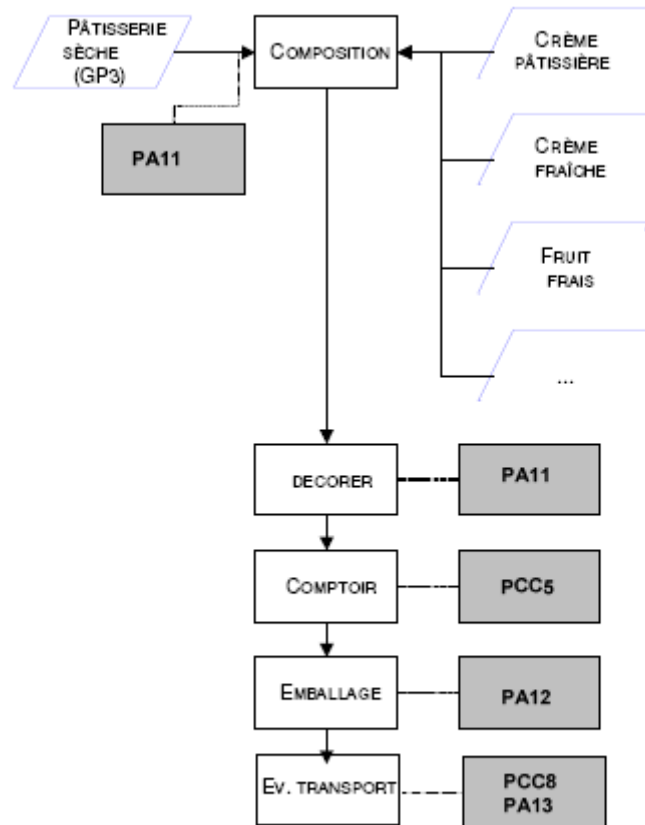 PÂTISSERIE
SÈCHE
(GP3)
COMPOSITION
CRÈME
PÂTISSIÈRE
PA11
CRÈME
FRAÎCHE
FRUIT
FRAIS
...
DECORER
PA11
COMPTOIR
PCC5
EMBALLAGE
PA12
EV. TRANSPORT
PCC8
PA13